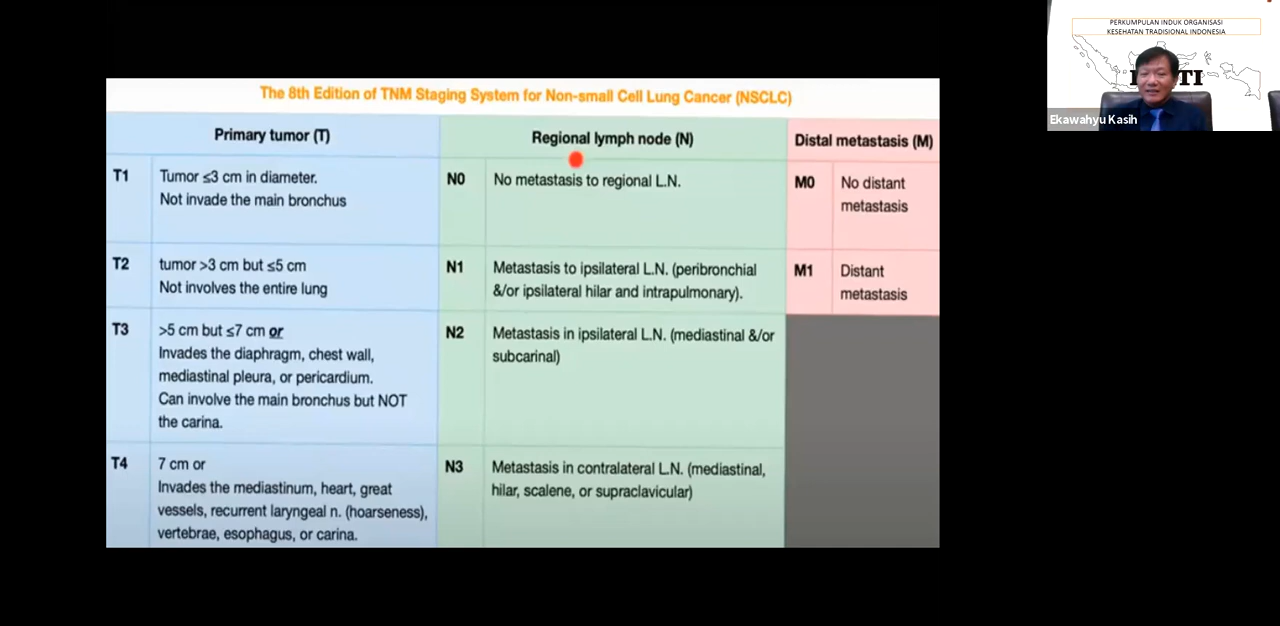 The 8th Edition of TNM Staging System for Non-small Cell Lung Cancer (NSCLC)
Primary tumor (T)
Regional lymph node (N)
Distal metastasis (M)
T1
Tumor ≤3 cm in diameter.
Not invade the main bronchus
N0
No metastasis to regional L.N.
M0
No distant
metastasis
T2
tumor >3 cm but ≤5 cm
Not involves the entire lung
N1
Metastasis to ipsilateral L.N. (peribronchial
&/or ipsilateral hilar and intrapulmonary).
M1
Distant
metastasis
T3
>5 cm but ≤7 cm or
Invades the diaphragm, chest wall,
mediastinal pleura, or pericardium.
Can involve the main bronchus but NOT
the carina.
N2
Metastasis in ipsilateral L.N. (mediastinal &/or
subcarinal)
T4
7 cm or
Invades the mediastinum, heart, great
vessels, recurrent laryngeal n. (hoarseness),
vertebrae, esophagus, or carina.
N3
Metastasis in contralateral L.N. (mediastinal,
hilar, scalene, or supraclavicular)
PERKUMPULAN INDUK ORGANISASI
KESEHATAN TRADISIONAL INDONESIA
Ekawahyu Kasih